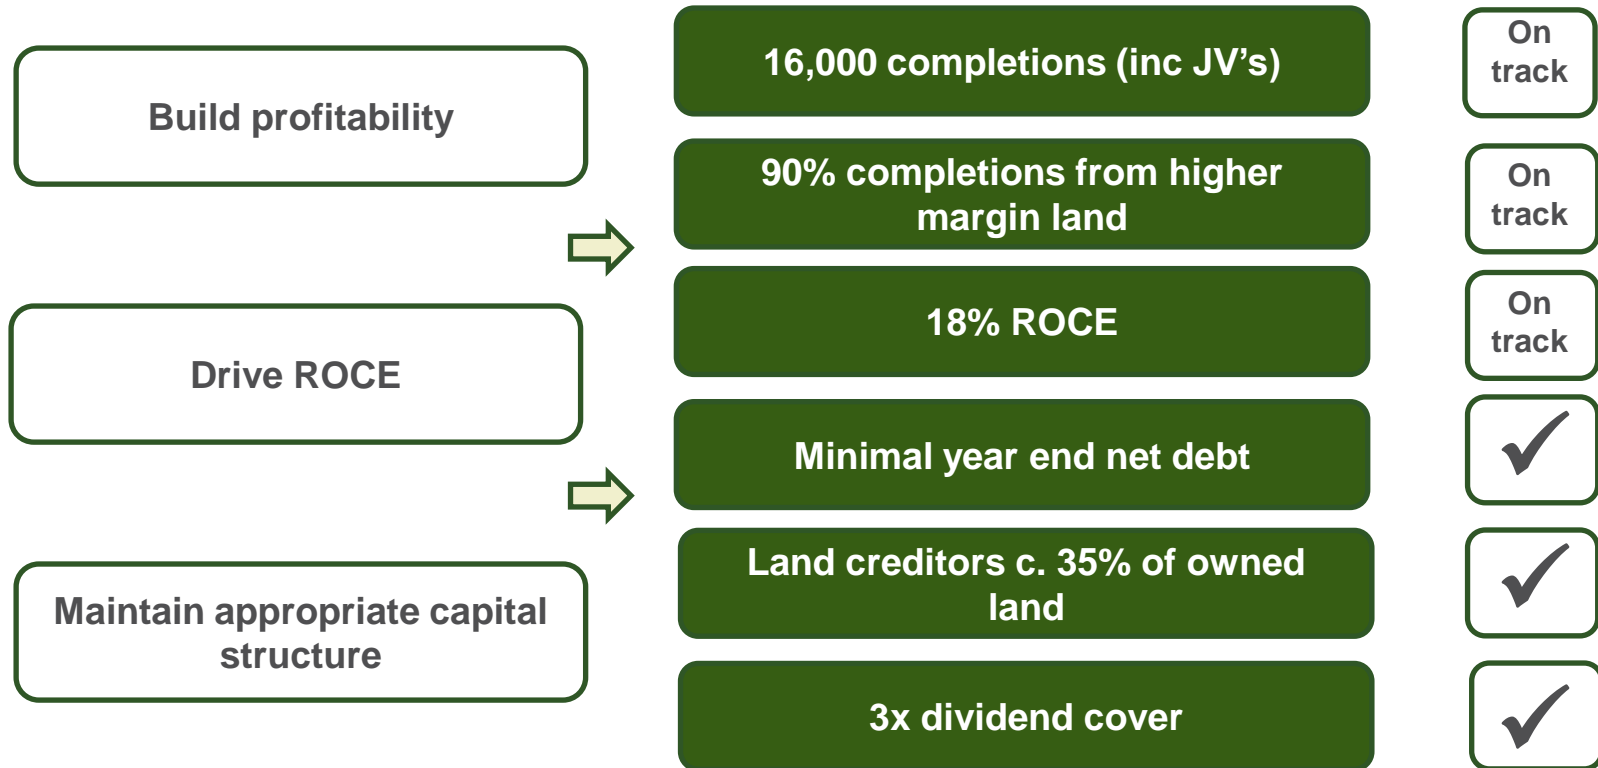 Build profitability
Drive ROCE
Maintain appropriate capital
structure
16,000 completions (inc JV's)
On
track
90% completions from higher
margin land
On
track
18% ROCE
On
track
Minimal year end net debt
✓
Land creditors c. 35% of owned
land
✓
3x dividend cover
✓